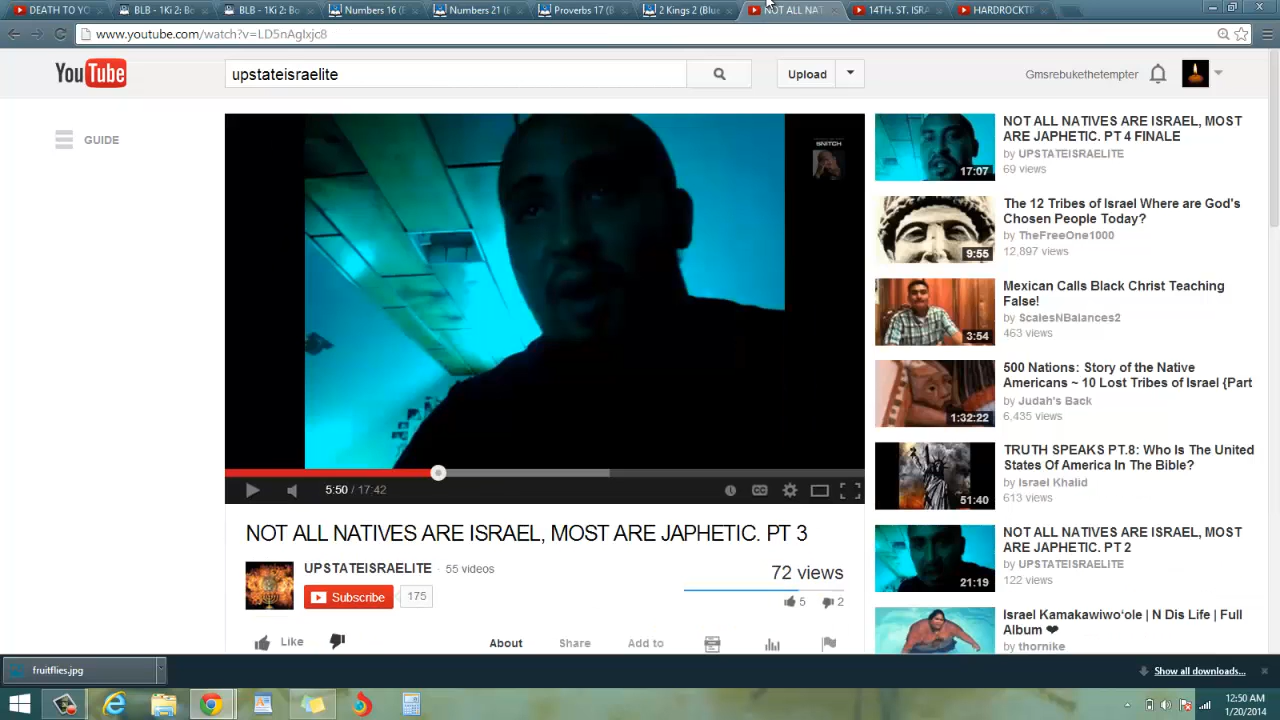 DEATH TO YO
BLB - 1Ki 2: Bo
BLB - 1Ki 2: Bo
Numbers 16 (
Numbers 21 (
Proverbs 17 (B
2 Kings 2 (Blue
NOT ALL NAT
14TH. ST. ISRA
HARDROCKTI
www.youtube.com/watch?v=LD5nAgIxjc8
YouTube
upstateisraelite
Upload
Gmsrebukethetempter
GUIDE
SNITCH
5:50 / 17:42
CC
NOT ALL NATIVES ARE ISRAEL, MOST ARE JAPHETIC. PT 3
UPSTATEISRAELITE · 55 videos
Subscribe
175
72 views
5
2
Like
About
Share
Add to
17:07
NOT ALL NATIVES ARE ISRAEL, MOST
ARE JAPHETIC. PT 4 FINALE
by UPSTATEISRAELITE
69 views
9:55
The 12 Tribes of Israel Where are God's
Chosen People Today?
by TheFreeOne1000
12,897 views
3:54
Mexican Calls Black Christ Teaching
False!
by ScalesNBalances2
463 views
1:32:22
500 Nations: Story of the Native
Americans ~ 10 Lost Tribes of Israel {Part
by Judah's Back
6,435 views
51:40
TRUTH SPEAKS PT.8: Who Is The United
States Of America In The Bible?
by Israel Khalid
613 views
21:19
NOT ALL NATIVES ARE ISRAEL, MOST
ARE JAPHETIC. PT 2
by UPSTATEISRAELITE
122 views
Israel Kamakawiwoʻole | N Dis Life | Full
Album ❤
by thornike
fruitflies.jpg
Show all downloads...
12:50 AM
1/20/2014